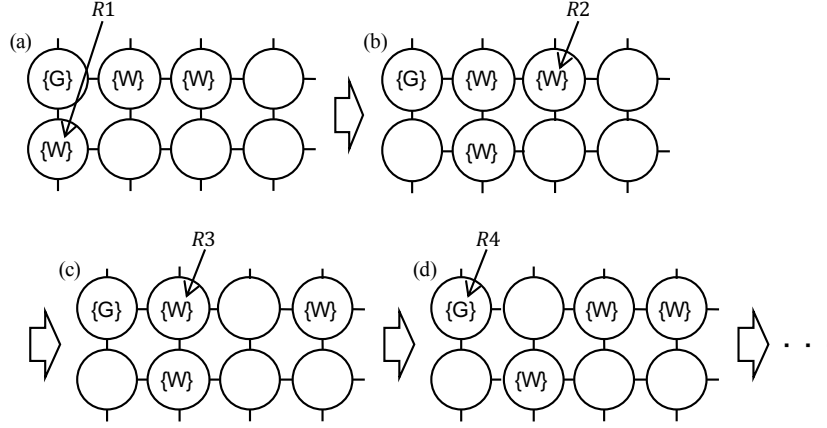 R1 R2
(a) (b)
{G} {W} {W} {G} {W} {W}
{W} {W}
R3 R4
(c) (d)
{G} {W} {W} {G} {W} {W}
{W} {W}
. .